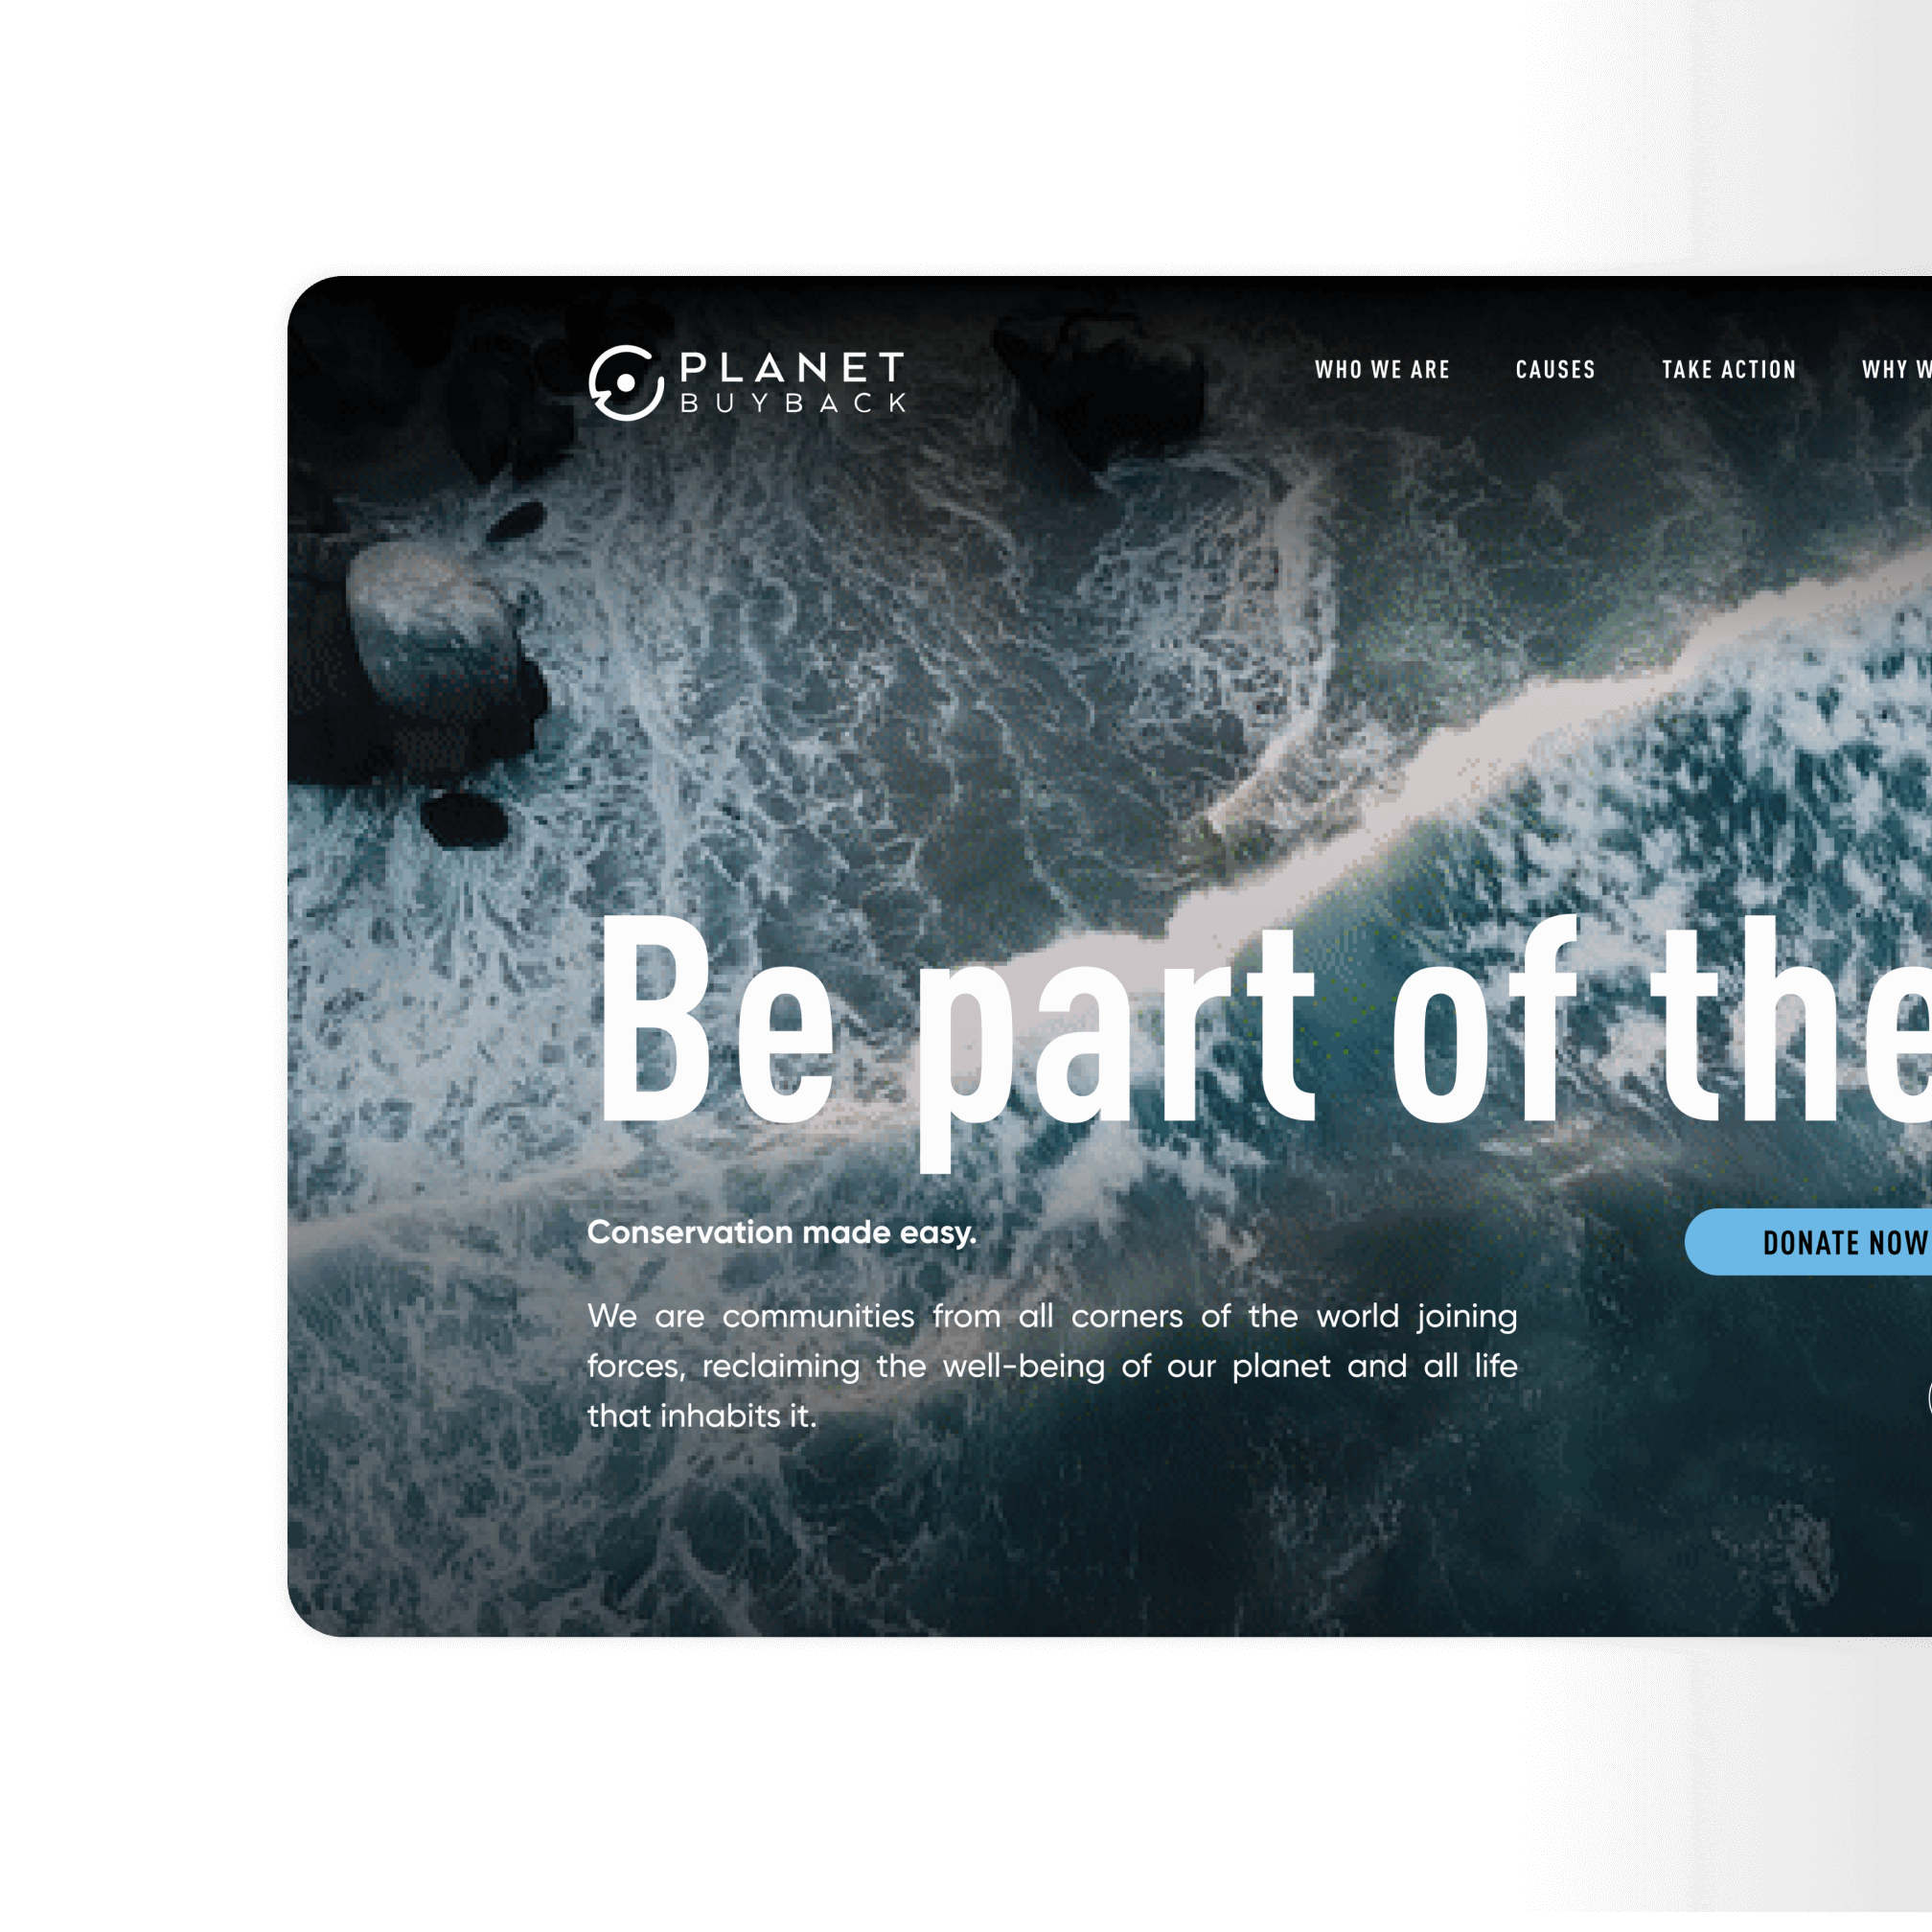 PLANET
BUYBACK
WHO WE ARE CAUSES TAKE ACTION WHY
Be part of the
Conservation made easy.
DONATE NOW
We are communities from all corners of the world joining
forces, reclaiming the well-being of our planet and all life
that inhabits it.